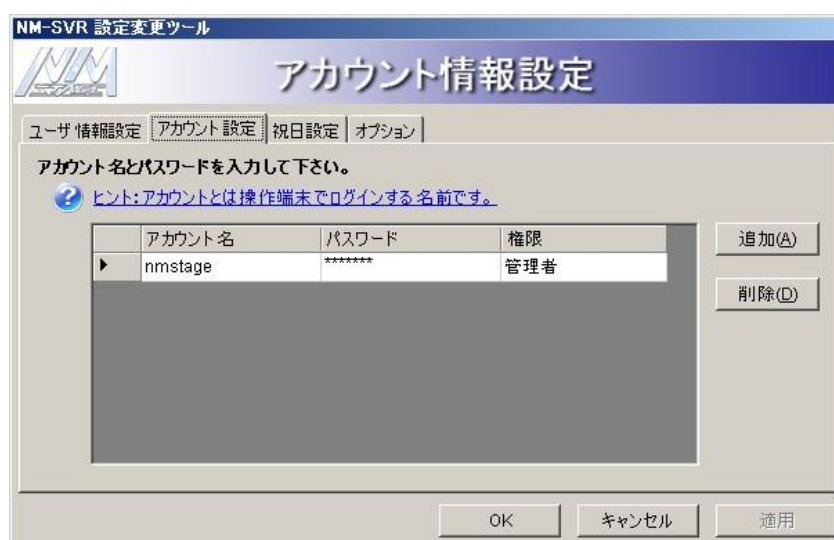 NM-SVR 設定変更ツール
NM
アカウント情報設定
ユーザ情報設定 アカウント設定 祝日設定 オプション
アカウント名とパスワードを入力して下さい。
ヒント:アカウントとは操作端末でログインする名前です。
アカウント名 パスワード 権限
nmstage ******* 管理者
追加(A)
削除(D)
OK キャンセル 適用